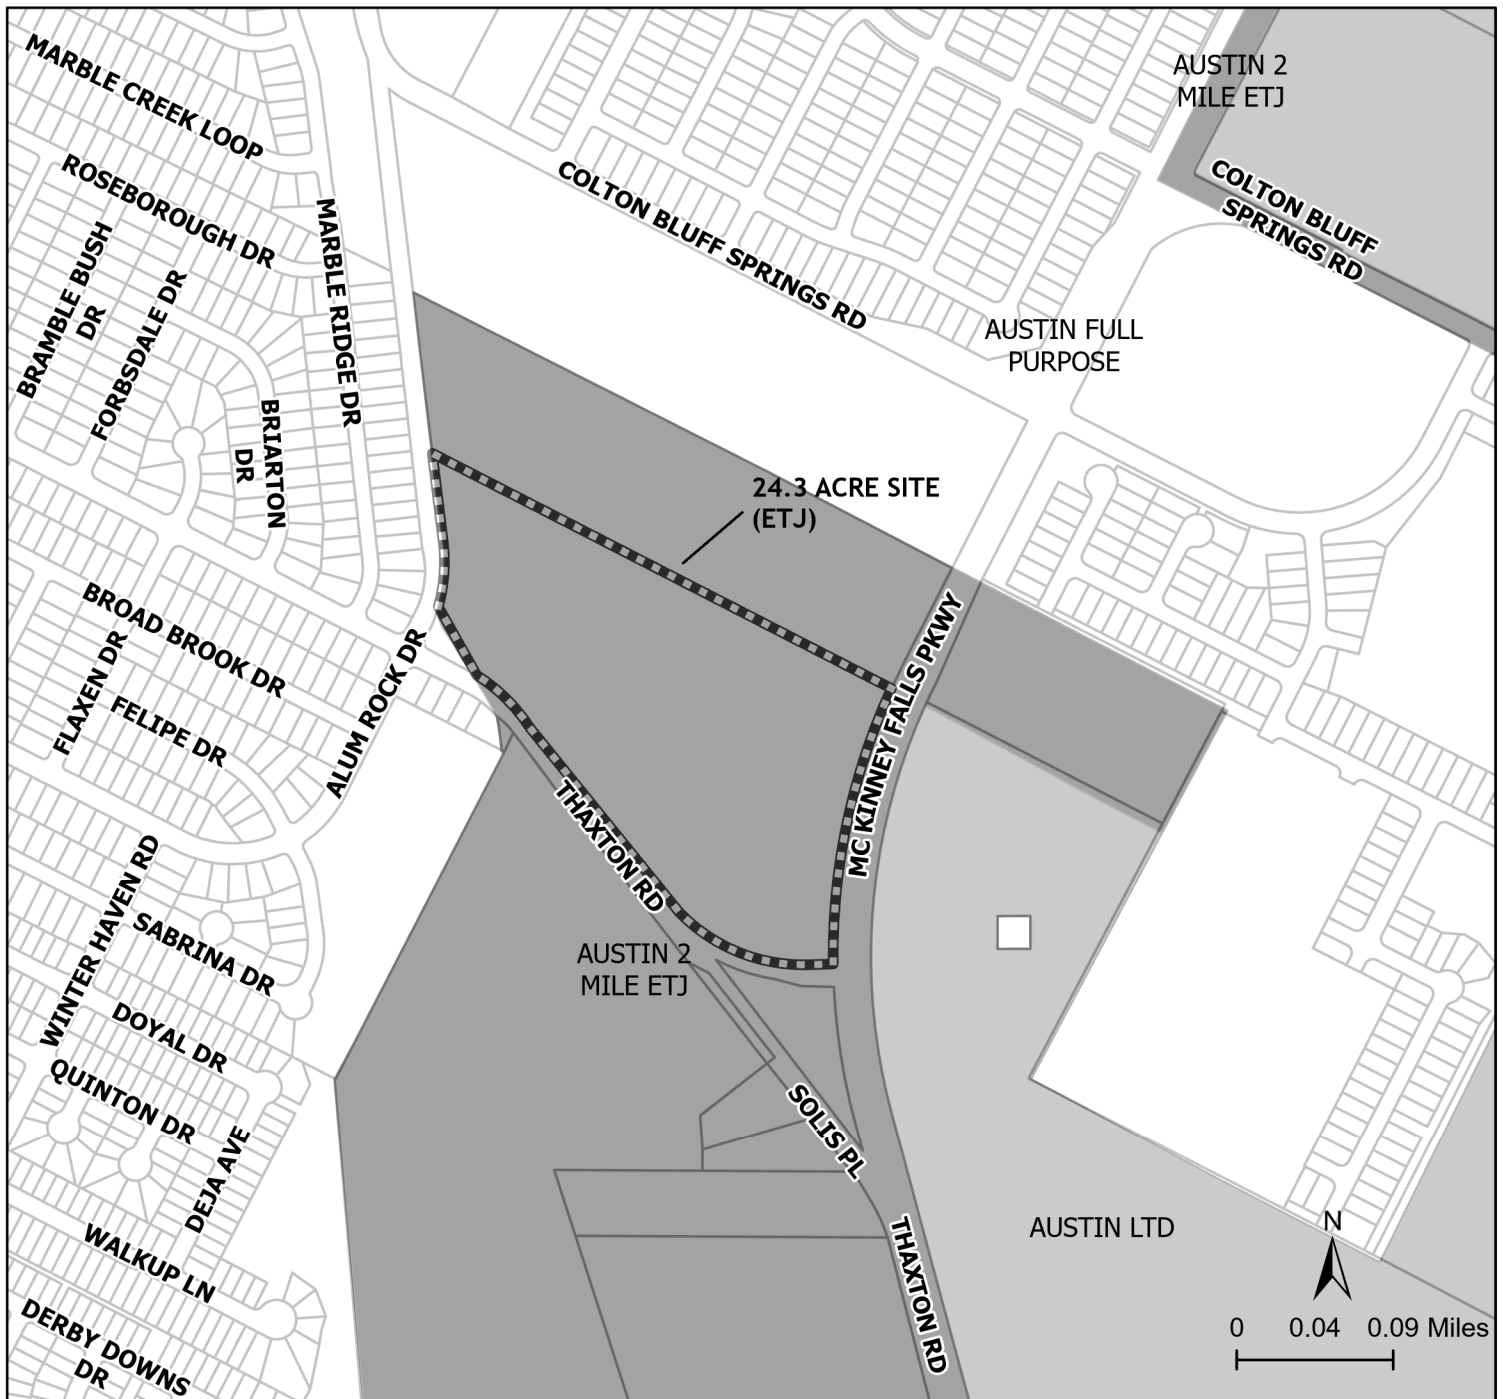 AUSTIN 2
MILE ETJ
MARBLE CREEK LOOP
ROSEBOROUGH DR
COLTON BLUFF SPRINGS RD
COLTON BLUFF
SPRINGS RD
MARBLE RIDGE DR
BRAMBLE BUSH
DR
FORBSDALE DR
AUSTIN FULL
PURPOSE
BRIARTON
DR
24.3 ACRE SITE
(ETJ)
BROAD BROOK DR
FLAXEN DR
FELIPE DR
ALUM ROCK DR
MC KINNEY FALLS PKWY
THAXTON RD
WINTER HAVEN RD
SABRINA DR
AUSTIN 2
MILE ETJ
DOYAL DR
QUINTON DR
DEJA AVE
SOLIS PL
WALKUP LN
THAXTON RD
AUSTIN LTD
DERBY DOWNS
DR
N
0 0.04 0.09 Miles